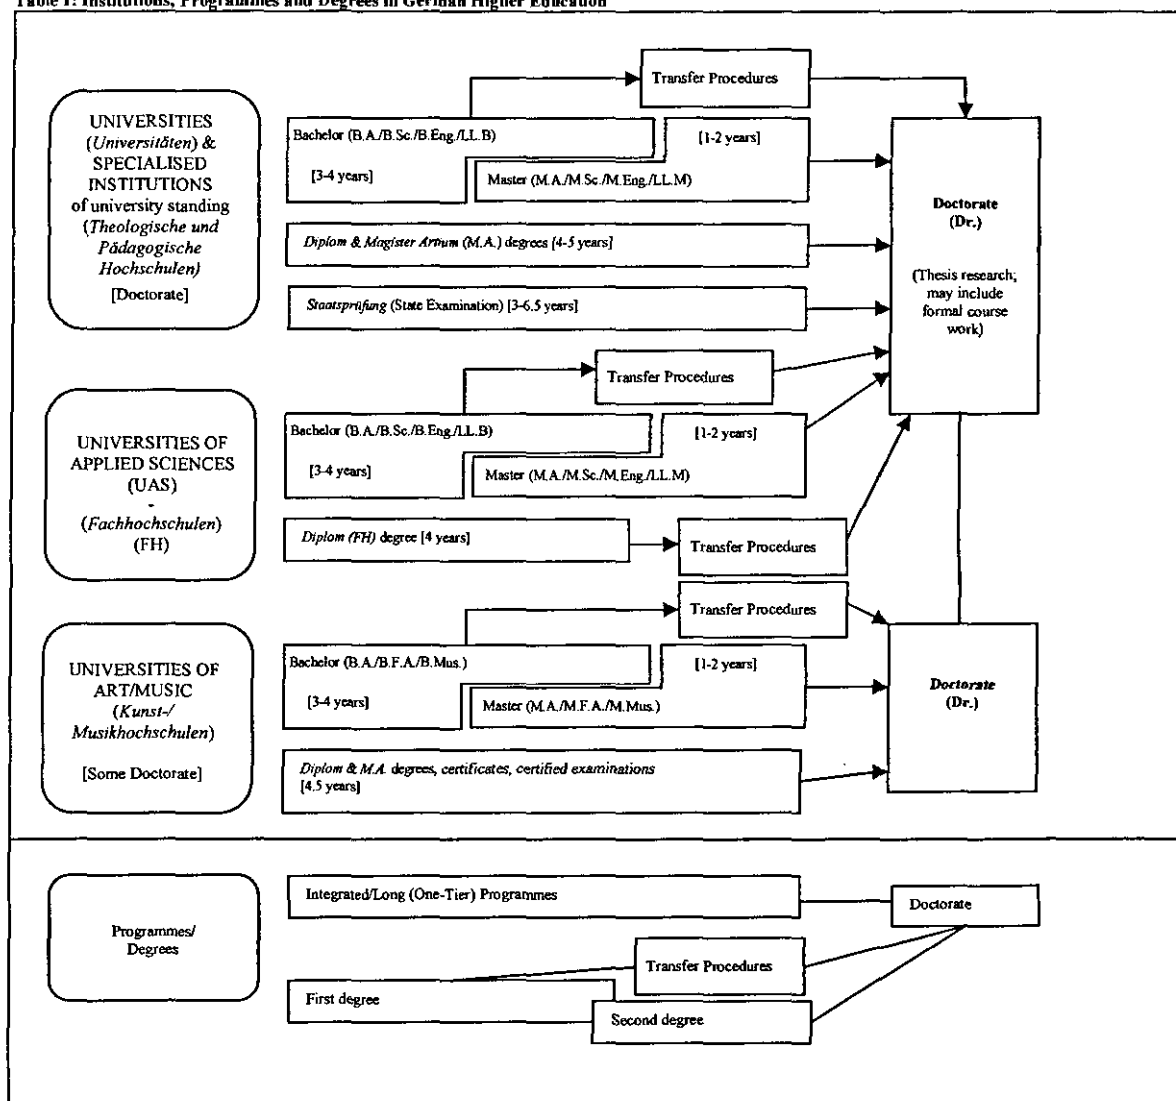 Table 1: Institutions, Programmes and Degrees in German Higher Education
Transfer Procedures
UNIVERSITIES
(Universitäten) &
SPECIALISED
INSTITUTIONS
of university standing
(Theologische und
Pädagogische
Hochschulen)
[Doctorate]
Bachelor (B.A./B.Sc./B.Eng./LL.B)
[3-4 years]
[1-2 years]
Master (M.A./M.Sc./M.Eng./LL.M)
Diplom & Magister Artium (M.A.) degrees [4-5 years]
Staatsprüfung (State Examination) [3-6.5 years]
Doctorate
(Dr.)
(Thesis research;
may include
formal course
work)
Transfer Procedures
UNIVERSITIES OF
APPLIED SCIENCES
(UAS)
-
(Fachhochschulen)
(FH)
Bachelor (B.A./B.Sc./B.Eng./LL.B)
[3-4 years]
[1-2 years]
Master (M.A./M.Sc./M.Eng./LL.M)
Diplom (FH) degree [4 years]
Transfer Procedures
Transfer Procedures
UNIVERSITIES OF
ART/MUSIC
(Kunst-/
Musikhochschulen)
[Some Doctorate]
Bachelor (B.A./B.F.A./B.Mus.)
[3-4 years]
[1-2 years]
Master (M.A./M.F.A./M.Mus.)
Diplom & M.A. degrees, certificates, certified examinations
[4.5 years]
Doctorate
(Dr.)
Programmes/
Degrees
Integrated/Long (One-Tier) Programmes
Doctorate
Transfer Procedures
First degree
Second degree